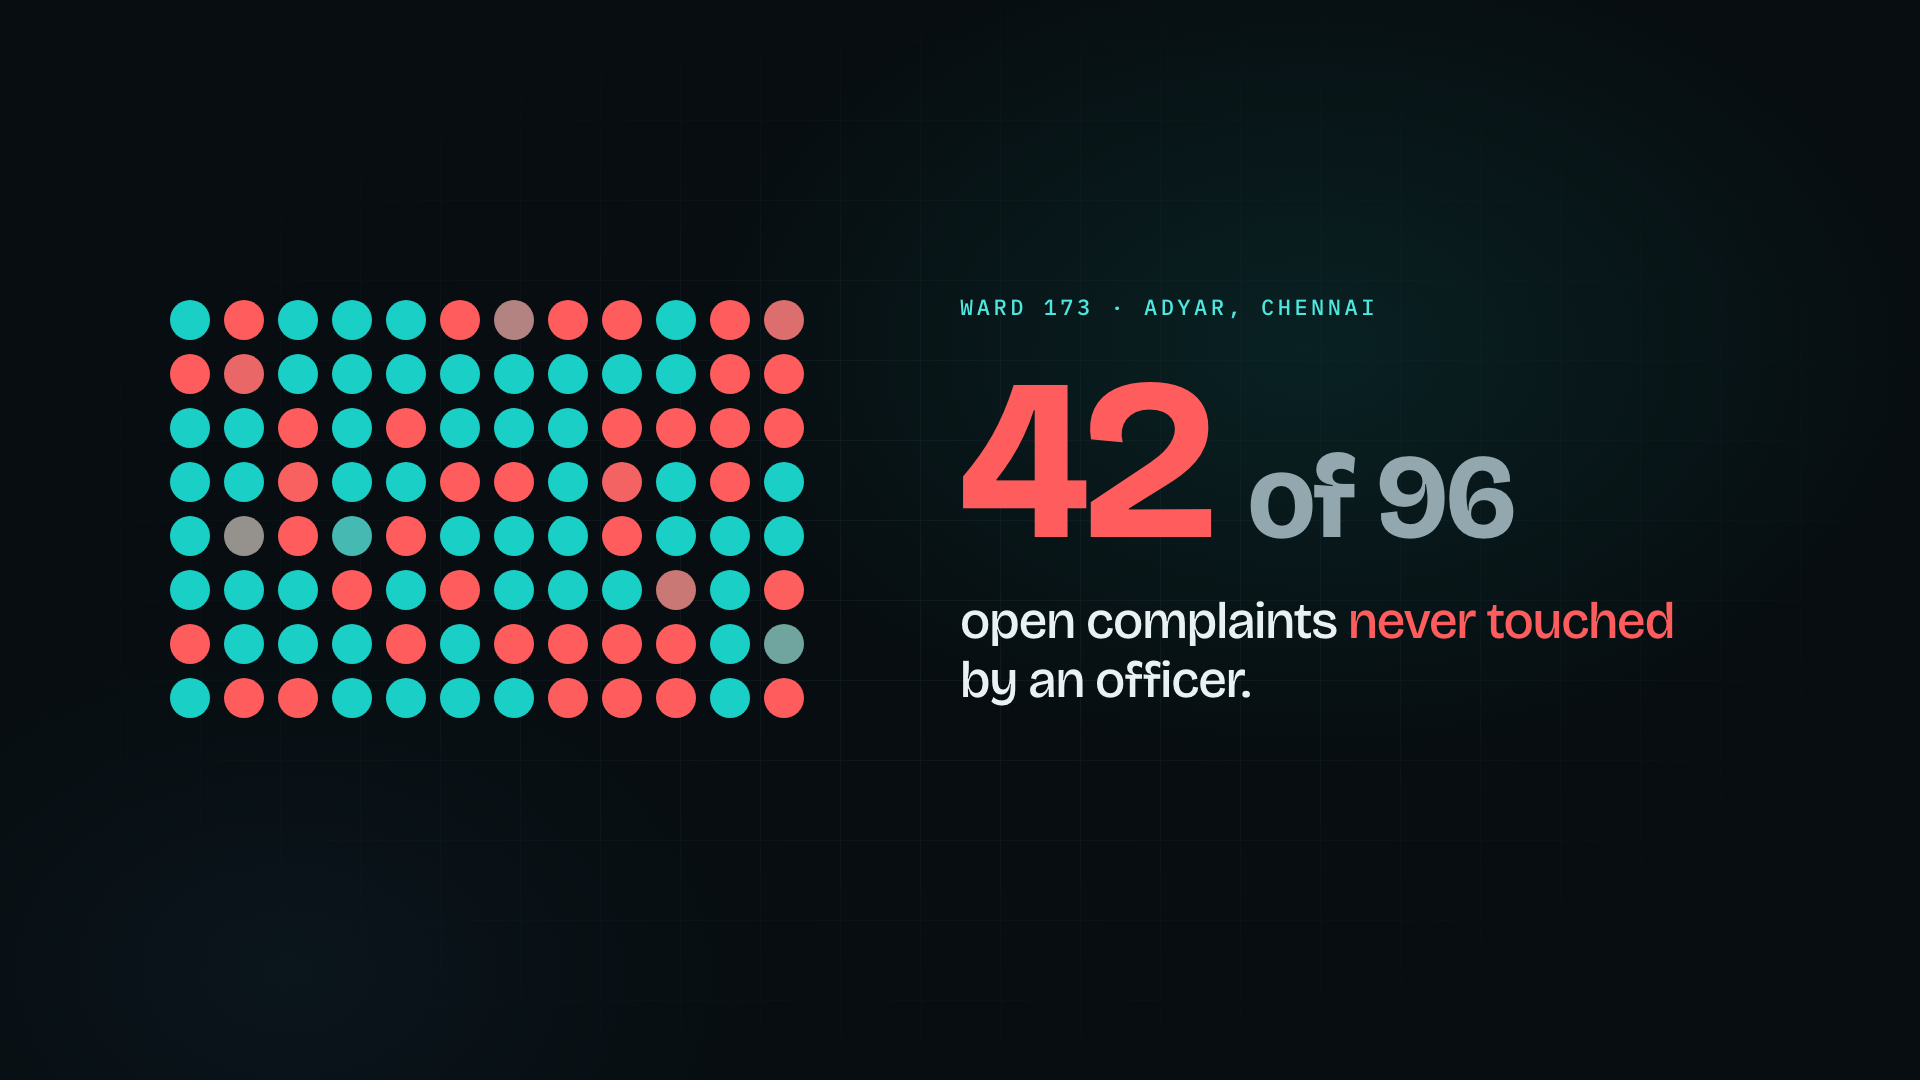 WARD 173 · ADYAR, CHENNAI
42 of 96
open complaints never touched
by an officer.